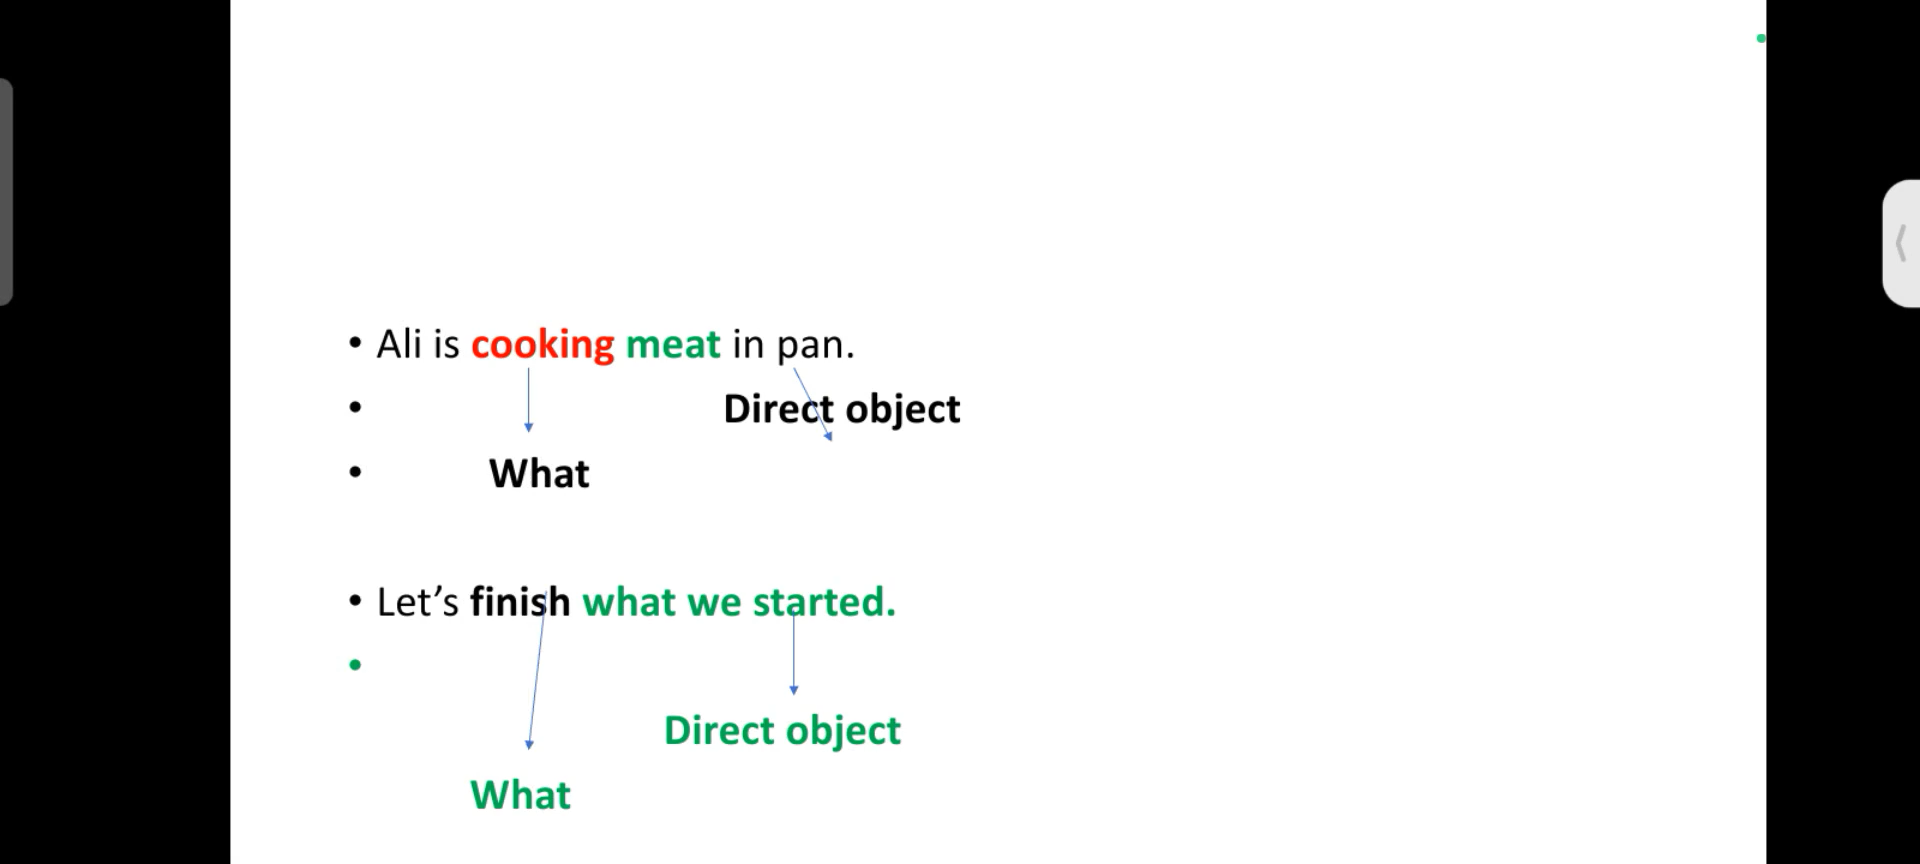 • Ali is cooking meat in pan.
• Direct object
• What
• Let’s finish what we started.
•
Direct object
What